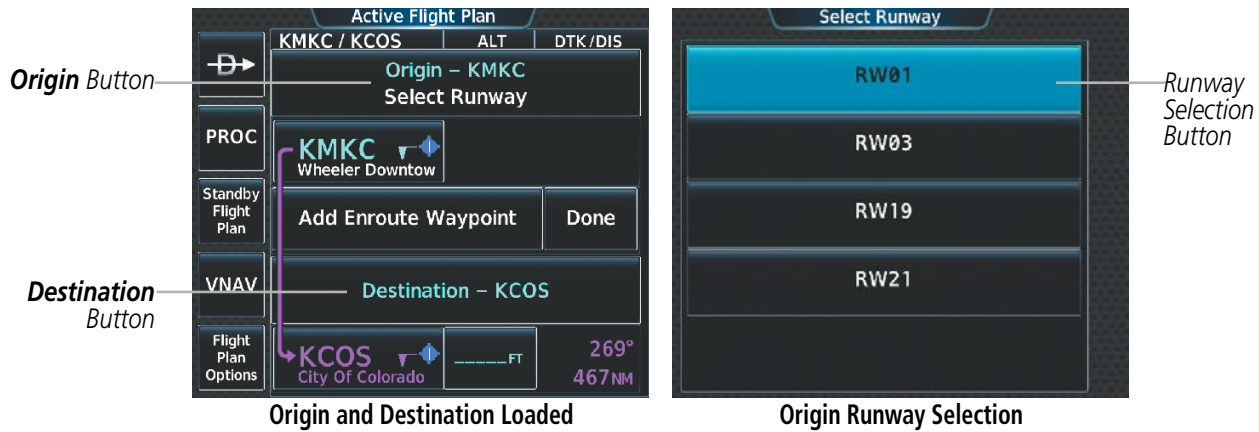 Active Flight Plan
KMKC / KCOS ALT DTK/DIS
Origin – KMKC
Select Runway
Origin Button
PROC
KMKC
Wheeler Downtow
Standby
Flight
Plan
Add Enroute Waypoint Done
VNAV
Destination – KCOS
Destination
Button
Flight
Plan
Options
KCOS
City Of Colorado
_____FT
269°
467NM
Origin and Destination Loaded
Select Runway
RW01
RW03
RW19
RW21
Runway
Selection
Button
Origin Runway Selection